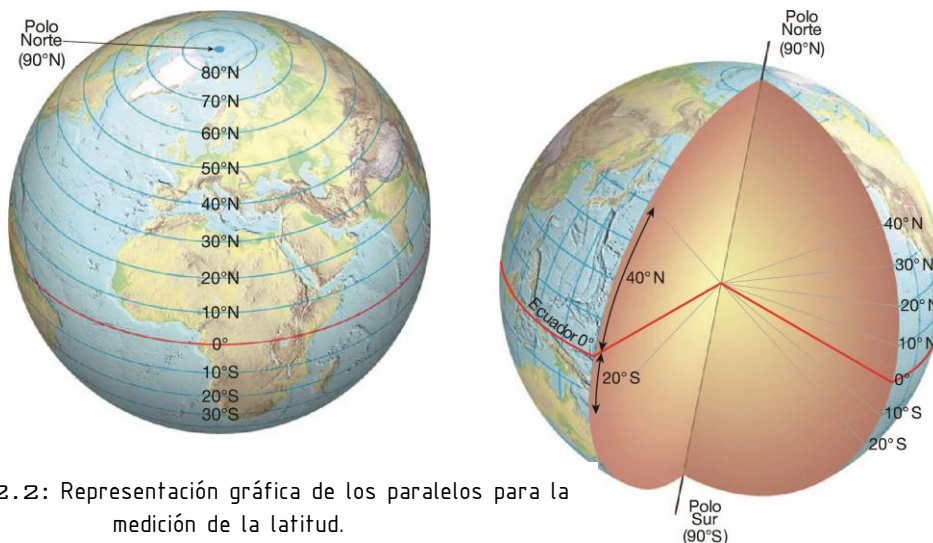 Polo
Norte
(90°N)
80°N
70°N
60°N
50°N
40°N
30°N
20°N
10°N
0°
10°S
20°S
30°S
Polo
Norte
(90°N)
40°N
30°N
20°N
10°N
0°
10°S
20°S
40°N
Ecuador 0°
20°S
Polo
Sur
(90°S)
2.2: Representación gráfica de los paralelos para la
medición de la latitud.